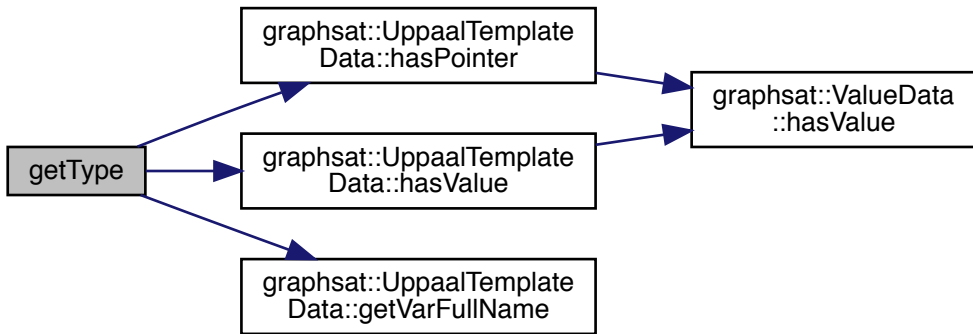 getType
graphsat::UppaalTemplate
Data::hasPointer
graphsat::UppaalTemplate
Data::hasValue
graphsat::UppaalTemplate
Data::getVarFullName
graphsat::ValueData
::hasValue